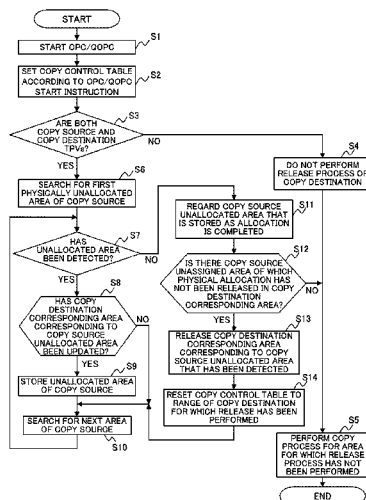 START
S1
START OPC/QOPC
S2
SET COPY CONTROL TABLE
ACCORDING TO OPC/QOPC
START INSTRUCTION
S3
ARE BOTH
COPY SOURCE AND
COPY DESTINATION
TPVs?
NO
YES
S4
DO NOT PERFORM
RELEASE PROCESS OF
COPY DESTINATION
S6
SEARCH FOR FIRST
PHYSICALLY UNALLOCATED
AREA OF COPY SOURCE
S11
REGARD COPY SOURCE
UNALLOCATED AREA THAT
IS STORED AS ALLOCATION
IS COMPLETED
S7
HAS
UNALLOCATED AREA
BEEN DETECTED?
NO
YES
S12
IS THERE COPY SOURCE
UNASSIGNED AREA OF WHICH
PHYSICAL ALLOCATION HAS
NOT BEEN RELEASED IN COPY
DESTINATION
CORRESPONDING
AREA?
NO
YES
S8
HAS COPY
DESTINATION
CORRESPONDING AREA
CORRESPONDING TO
COPY SOURCE
UNALLOCATED AREA
BEEN UPDATED?
NO
YES
S13
RELEASE COPY DESTINATION
CORRESPONDING AREA
CORRESPONDING TO COPY
SOURCE UNALLOCATED AREA
THAT HAS BEEN DETECTED
S9
STORE UNALLOCATED AREA
OF COPY SOURCE
S14
RESET COPY CONTROL TABLE
TO RANGE OF COPY DESTINATION
FOR WHICH RELEASE HAS BEEN
PERFORMED
SEARCH FOR NEXT AREA
OF COPY SOURCE
S10
S5
PERFORM COPY
PROCESS FOR AREA
FOR WHICH RELEASE
PROCESS HAS NOT
BEEN PERFORMED
END